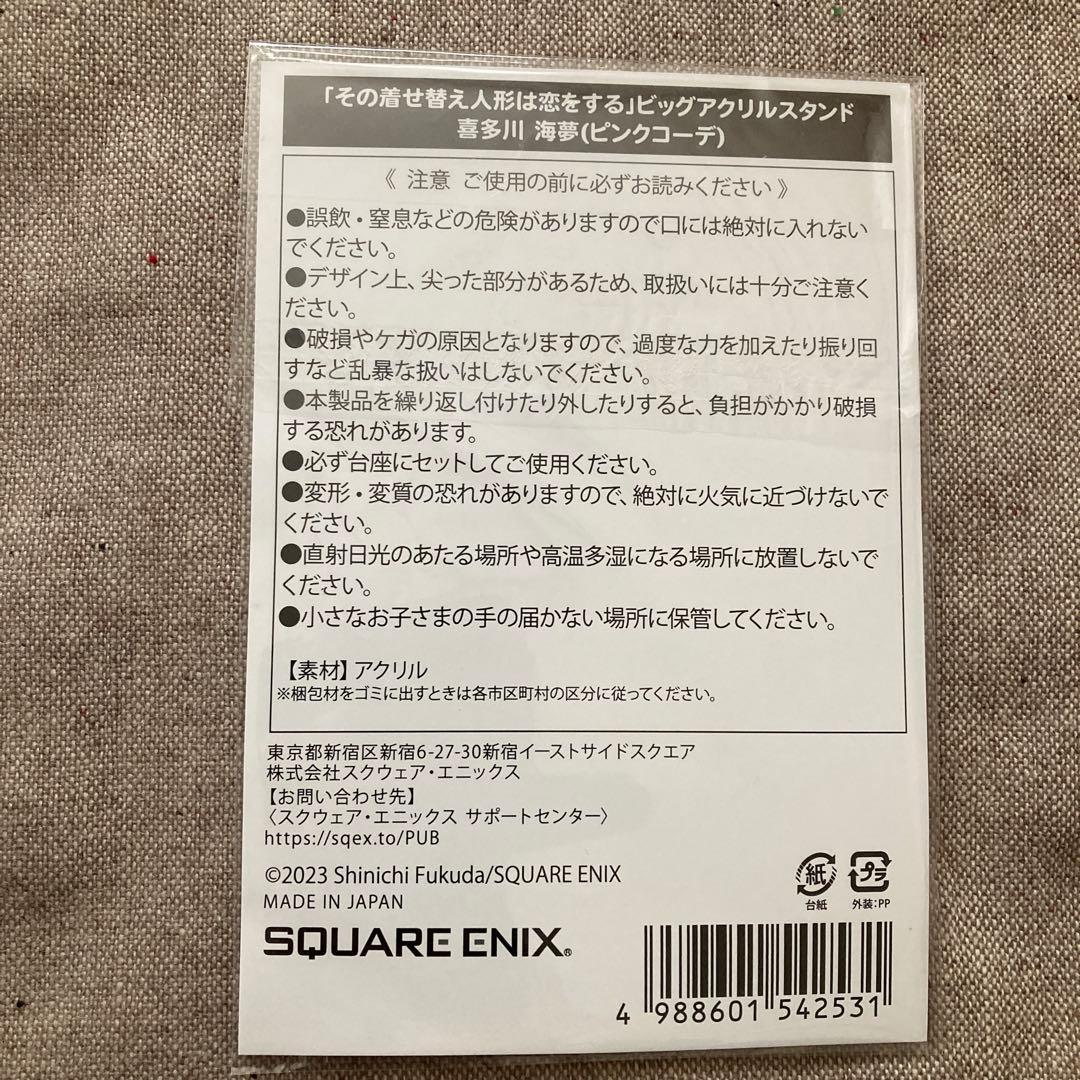 「その着せ替え人形は恋をする」ビッグアクリルスタンド
喜多川 海夢(ピンクコーデ)
《 注意 ご使用の前に必ずお読みください 》
●誤飲・窒息などの危険がありますので口には絶対に入れない
でください。
●デザイン上、尖った部分があるため、取扱いには十分ご注意く
ださい。
●破損やケガの原因となりますので、過度な力を加えたり振り回
すなど乱暴な扱いはしないでください。
●本製品を繰り返し付けたり外したりすると、負担がかかり破損
する恐れがあります。
●必ず台座にセットしてご使用ください。
●変形・変質の恐れがありますので、絶対に火気に近づけないで
ください。
●直射日光のあたる場所や高温多湿になる場所に放置しないで
ください。
●小さなお子さまの手の届かない場所に保管してください。
【素材】アクリル
※梱包材をゴミに出すときは各市区町村の区分に従ってください。
東京都新宿区新宿6-27-30新宿イーストサイドスクエア
株式会社スクウェア・エニックス
【お問い合わせ先】
〈スクウェア・エニックス サポートセンター〉
https://sqex.to/PUB
©2023 Shinichi Fukuda/SQUARE ENIX
MADE IN JAPAN
紙 プラ
台紙 外装:PP
SQUARE ENIX®
4 988601 542531